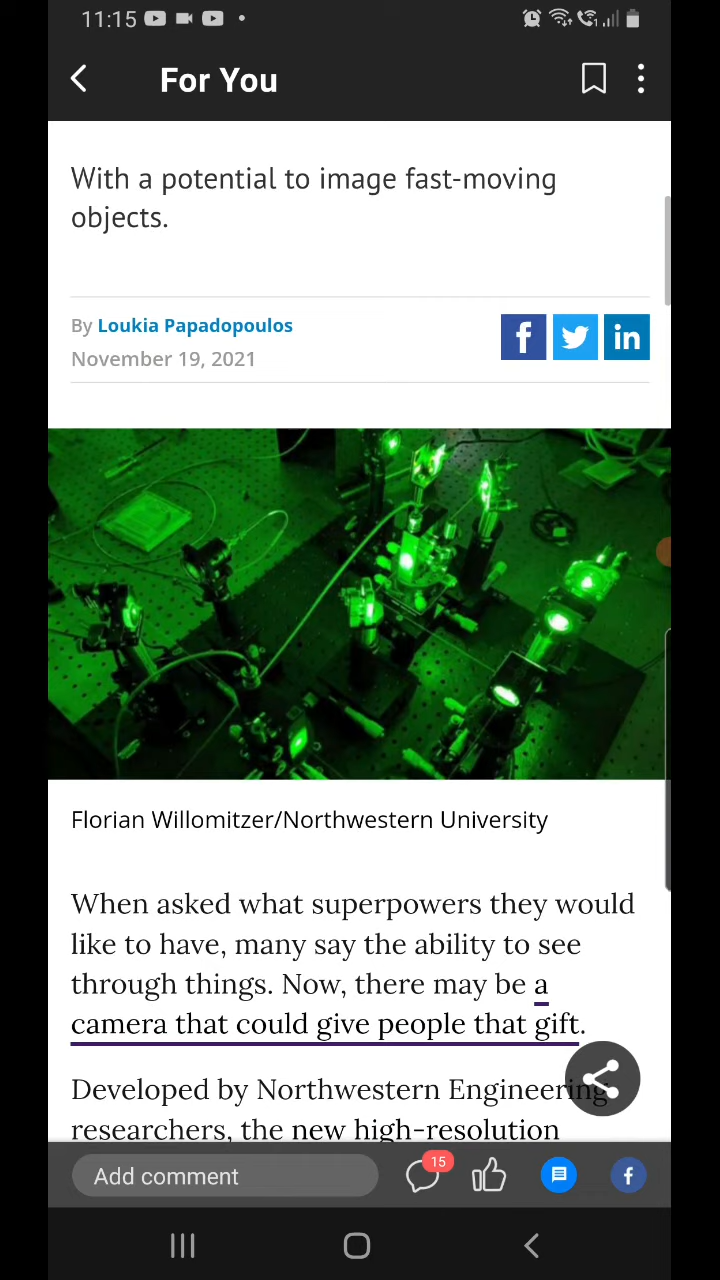 11:15
For You
With a potential to image fast-moving
objects.
By Loukia Papadopoulos
November 19, 2021
Florian Willomitzer/Northwestern University
When asked what superpowers they would
like to have, many say the ability to see
through things. Now, there may be a
camera that could give people that gift.
Developed by Northwestern Engineering
researchers, the new high-resolution
Add comment
15